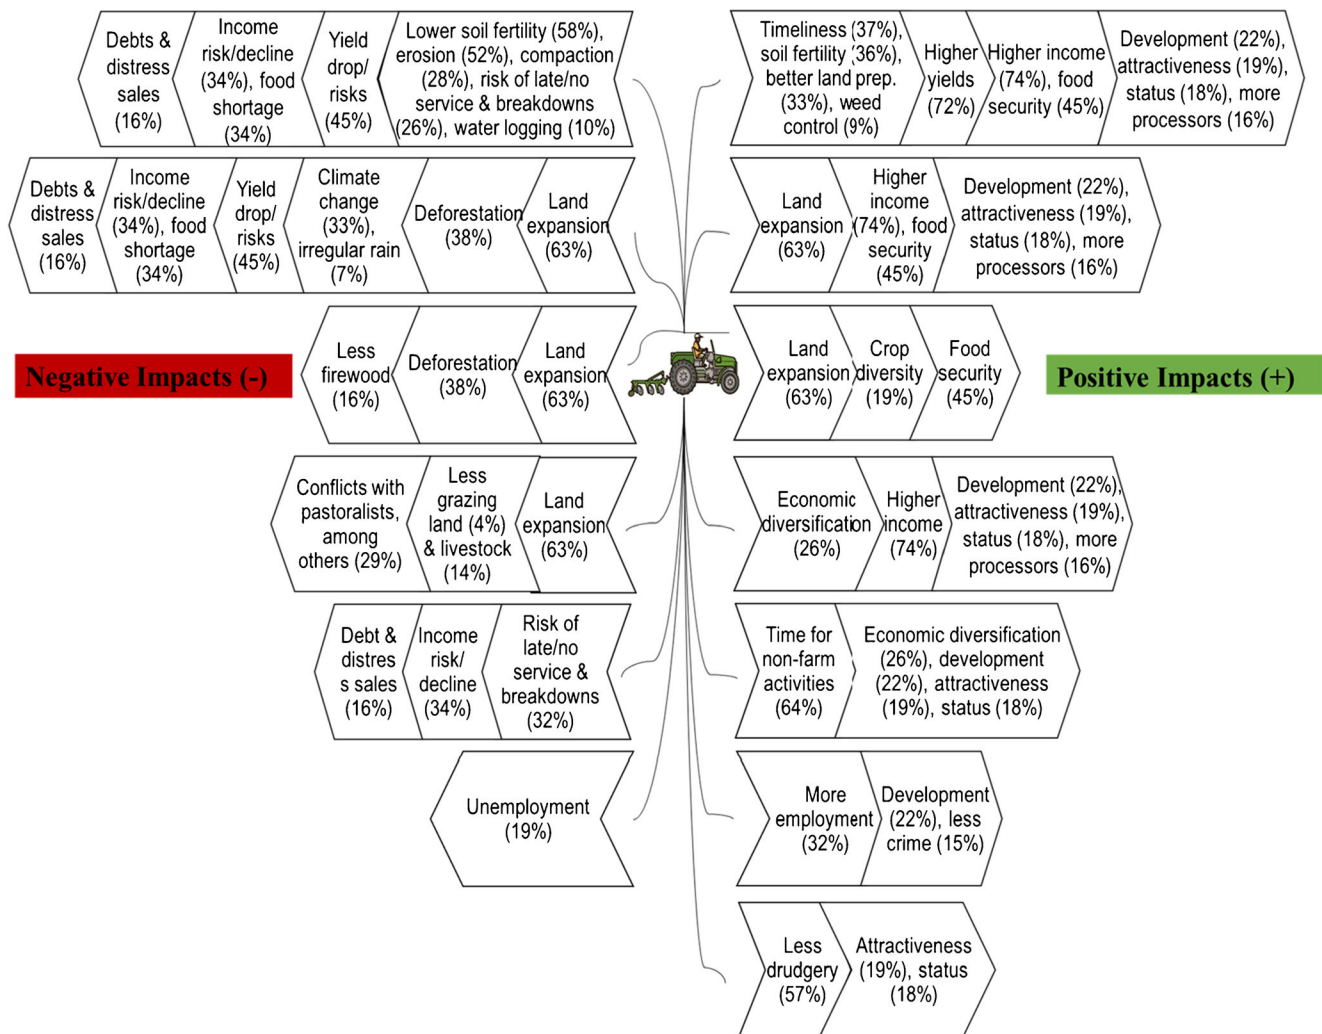 Debts &
distress
sales
(16%)
Income
risk/decline
(34%), food
shortage
(34%)
Yield
drop/
risks
(45%)
Lower soil fertility (58%),
erosion (52%), compaction
(28%), risk of late/no
service & breakdowns
(26%), water logging (10%)
Timeliness (37%),
soil fertility (36%),
better land prep.
(33%), weed
control (9%)
Higher
yields
(72%)
Higher income
(74%), food
security (45%)
Development (22%),
attractiveness (19%),
status (18%), more
processors (16%)
Debts &
distress
sales
(16%)
Income
risk/decline
(34%), food
shortage
(34%)
Yield
drop/
risks
(45%)
Climate
change
(33%),
irregular rain
(7%)
Deforestation
(38%)
Land
expansion
(63%)
Land
expansion
(63%)
Higher
income
(74%), food
security
(45%)
Development (22%),
attractiveness (19%),
status (18%), more
processors (16%)
Negative Impacts (-)
Less
firewood
(16%)
Deforestation
(38%)
Land
expansion
(63%)
Land
expansion
(63%)
Crop
diversity
(19%)
Food
security
(45%)
Positive Impacts (+)
Conflicts with
pastoralists,
among
others (29%)
Less
grazing
land (4%)
& livestock
(14%)
Land
expansion
(63%)
Economic
diversification
(26%)
Higher
income
(74%)
Development (22%),
attractiveness (19%),
status (18%), more
processors (16%)
Debt &
distres
s sales
(16%)
Income
risk/
decline
(34%)
Risk of
late/no
service &
breakdowns
(32%)
Time for
non-farm
activities
(64%)
Economic diversification
(26%), development
(22%), attractiveness
(19%), status (18%)
Unemployment
(19%)
More
employment
(32%)
Development
(22%), less
crime (15%)
Less
drudgery
(57%)
Attractiveness
(19%), status
(18%)